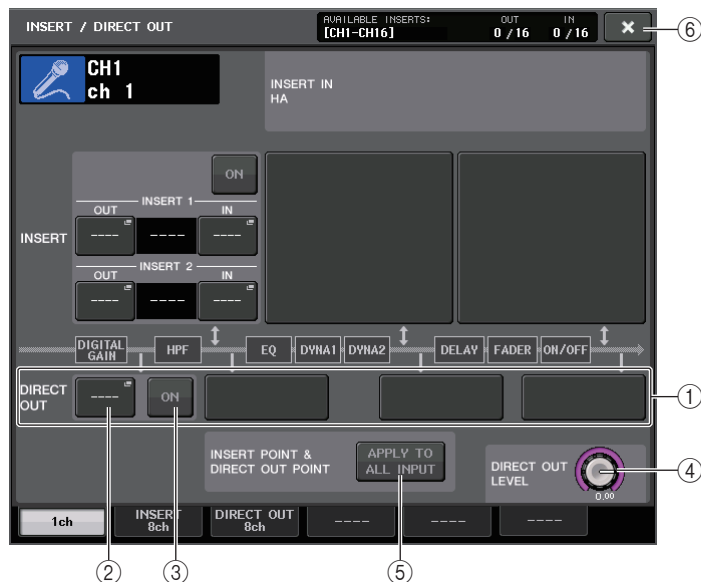 INSERT / DIRECT OUT
AVAILABLE INSERTS: OUT IN
[CH1-CH16] 0 /16 0 /16
×
⑥
CH1
ch 1
INSERT IN
HA
ON
INSERT 1
OUT IN
INSERT
---- ---- ----
INSERT 2
OUT IN
---- ---- ----
DIGITAL GAIN HPF EQ DYNA1 DYNA2 DELAY FADER ON/OFF
DIRECT OUT
---- ON
①
INSERT POINT & DIRECT OUT POINT
APPLY TO ALL INPUT
DIRECT OUT LEVEL
0.00
④
1ch INSERT 8ch DIRECT OUT 8ch ---- ---- ----
② ③ ⑤